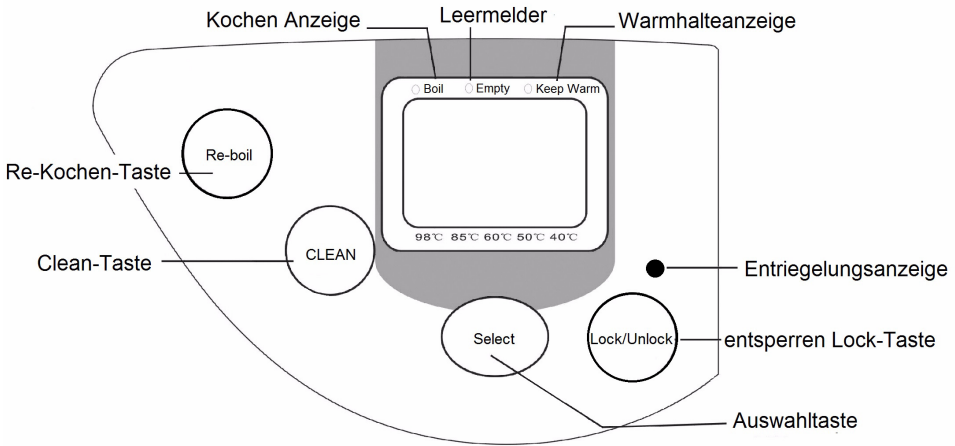 Kochen Anzeige
Leermelder
Warmhalteanzeige
Boil
Empty
Keep Warm
Re-boil
Re-Kochen-Taste
98℃ 85℃ 60℃ 50℃ 40℃
CLEAN
Clean-Taste
Entriegelungsanzeige
Select
Lock/Unlock
entsperren Lock-Taste
Auswahltaste